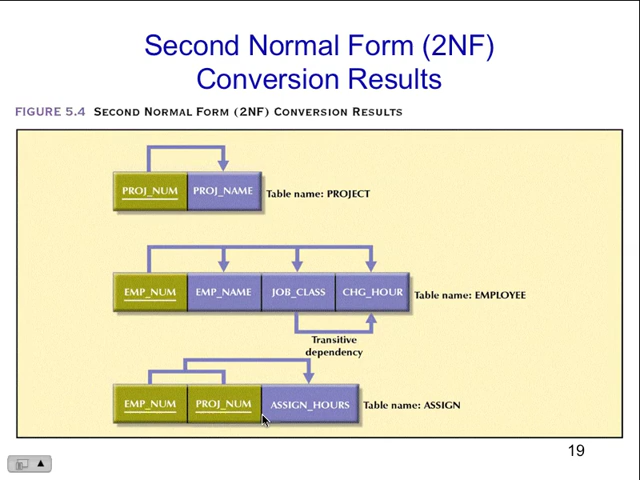 Second Normal Form (2NF)
Conversion Results
FIGURE 5.4 SECOND NORMAL FORM (2NF) CONVERSION RESULTS
PROJ_NUM PROJ_NAME Table name: PROJECT
EMP_NUM EMP_NAME JOB_CLASS CHG_HOUR Table name: EMPLOYEE
Transitive
dependency
EMP_NUM PROJ_NUM ASSIGN_HOURS Table name: ASSIGN
19